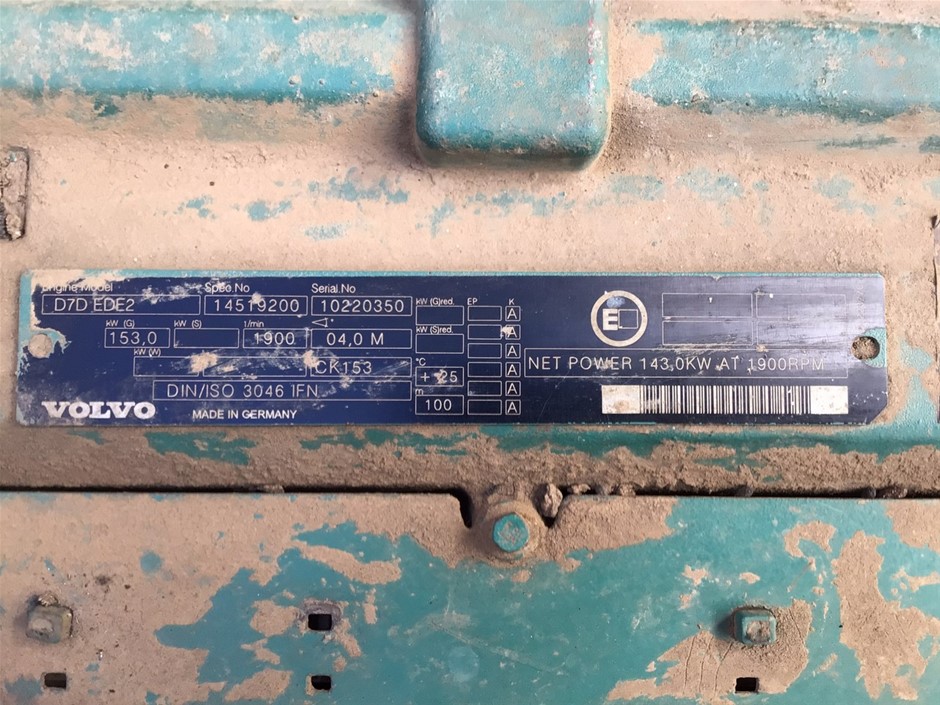 Engine Model Spec.No Serial.No
D7D EDE2 14519200 10220350
kW (G)red. EP K
A
kW (G) kW (S) 1/min
153,0 1900 04,0 M
kW (S)red.
A
kW (W)
CK153
°C
A
+ 25 A
DIN/ISO 3046 IFN
m
100 A
VOLVO MADE IN GERMANY
E
NET POWER 143,0KW AT 1900RPM